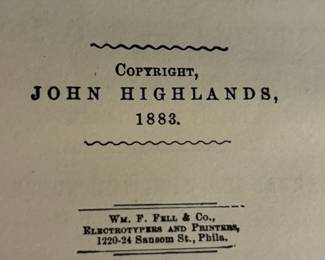 COPYRIGHT,
JOHN HIGHLANDS,
1883.
WM. F. FELL & CO.,
ELECTROTYPERS AND PRINTERS,
1220-24 Sansom St., Phila.